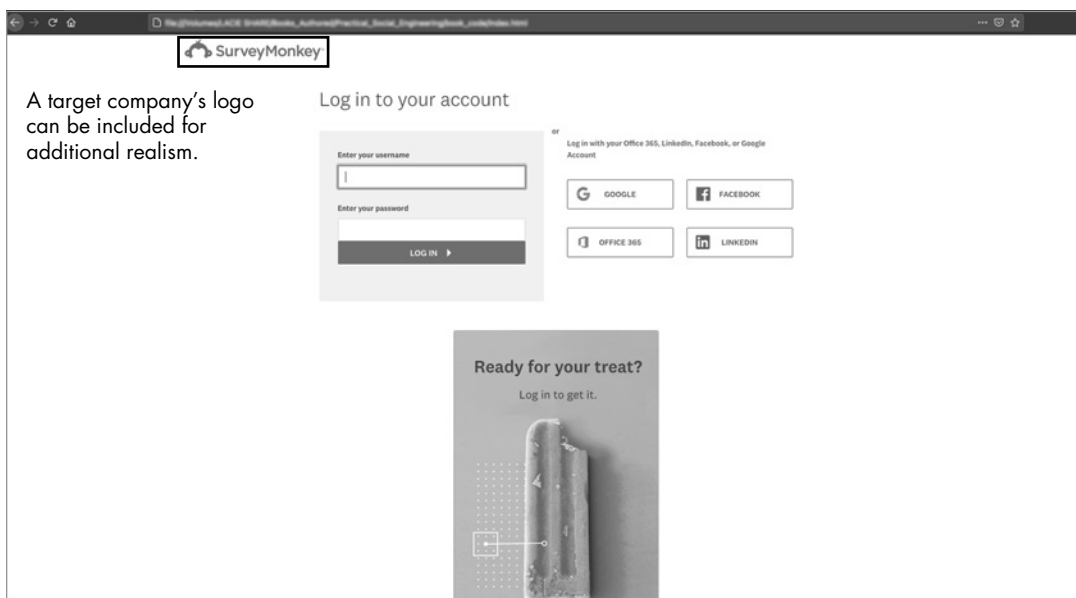 SurveyMonkey
A target company's logo
can be included for
additional realism.
Log in to your account
Enter your username
Enter your password
LOG IN
or
Log in with your Office 365, LinkedIn, Facebook, or Google
Account
GOOGLE
FACEBOOK
OFFICE 365
LINKEDIN
Ready for your treat?
Log in to get it.